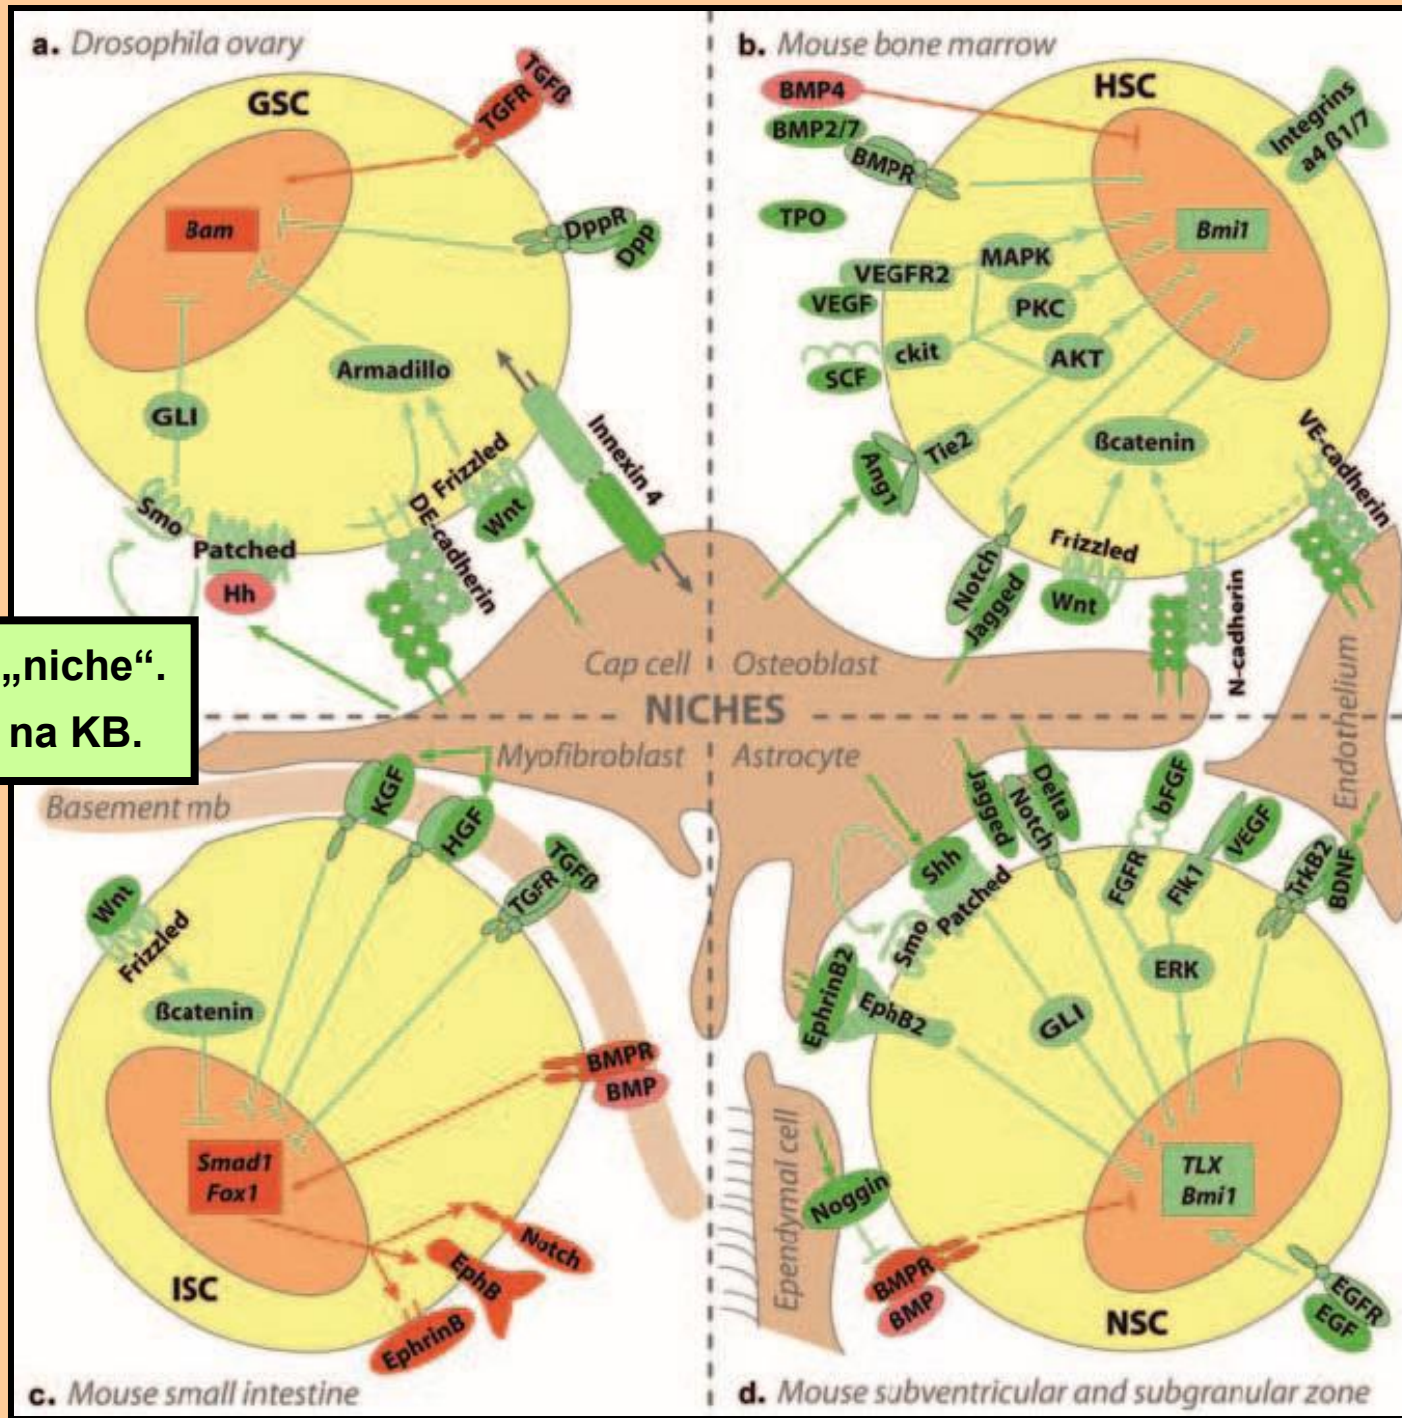 a. Drosophila ovary
GSC
TGFß
TGFR
Bam
DppR
Dpp
Armadillo
GLI
Smo
Patched
Hh
DE-cadherin
Frizzled
Wnt
Innexin 4
Cap cell
b. Mouse bone marrow
HSC
BMP4
BMP2/7
BMPR
Integrins
a4 ß1/7
TPO
Bmi1
VEGFR2
VEGF
MAPK
PKC
AKT
ckit
SCF
Tie2
Ang1
ßcatenin
VE-cadherin
Notch
Jagged
Frizzled
Wnt
N-cadherin
Osteoblast
Endothelium
NICHES
„niche“.
na KB.
Myofibroblast
Basement mb
KGF
HGF
TGFß
TGFR
Wnt
Frizzled
ßcatenin
BMPR
BMP
Smad1
Fox1
Notch
EphB
EphrinB
ISC
c. Mouse small intestine
Astrocyte
Jagged
Notch
Delta
bFGF
FGFR
VEGF
Flk1
TrkB2
BDNF
Shh
Patched
Smo
EphrinB2
EphB2
GLI
ERK
Ependymal cell
Noggin
TLX
Bmi1
BMPR
BMP
EGFR
EGF
NSC
d. Mouse subventricular and subgranular zone